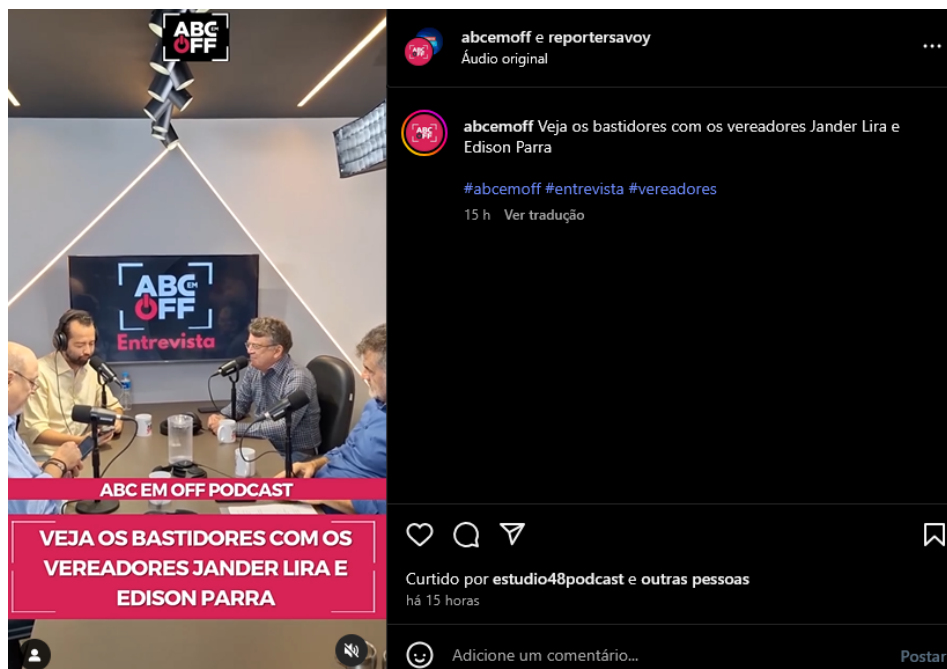 ABC EM
OFF
ABC EM
OFF
Entrevista
ABC EM OFF PODCAST
VEJA OS BASTIDORES COM OS
VEREADORES JANDER LIRA E
EDISON PARRA
abcemoff e reportersavoy
Áudio original
abcemoff Veja os bastidores com os vereadores Jander Lira e
Edison Parra
#abcemoff #entrevista #vereadores
15 h Ver tradução
Curtido por estudio48podcast e outras pessoas
há 15 horas
Adicione um comentário...
Postar